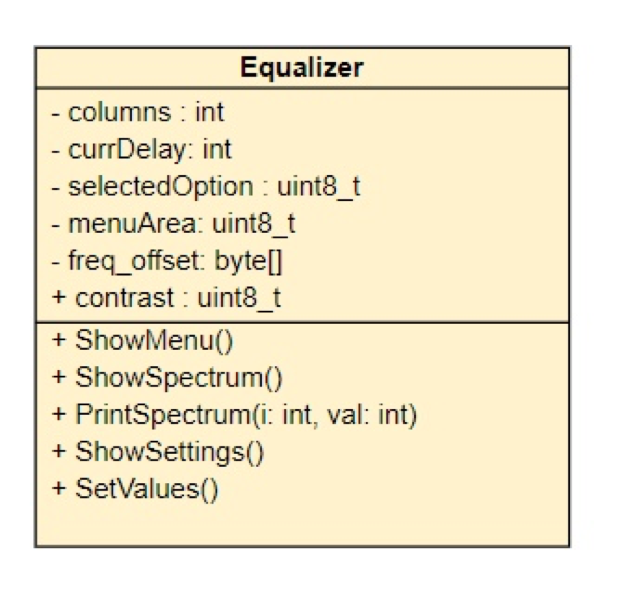 Equalizer
- columns : int
- currDelay: int
- selectedOption : uint8_t
- menuArea: uint8_t
- freq_offset: byte[]
+ contrast : uint8_t
+ ShowMenu()
+ ShowSpectrum()
+ PrintSpectrum(i: int, val: int)
+ ShowSettings()
+ SetValues()